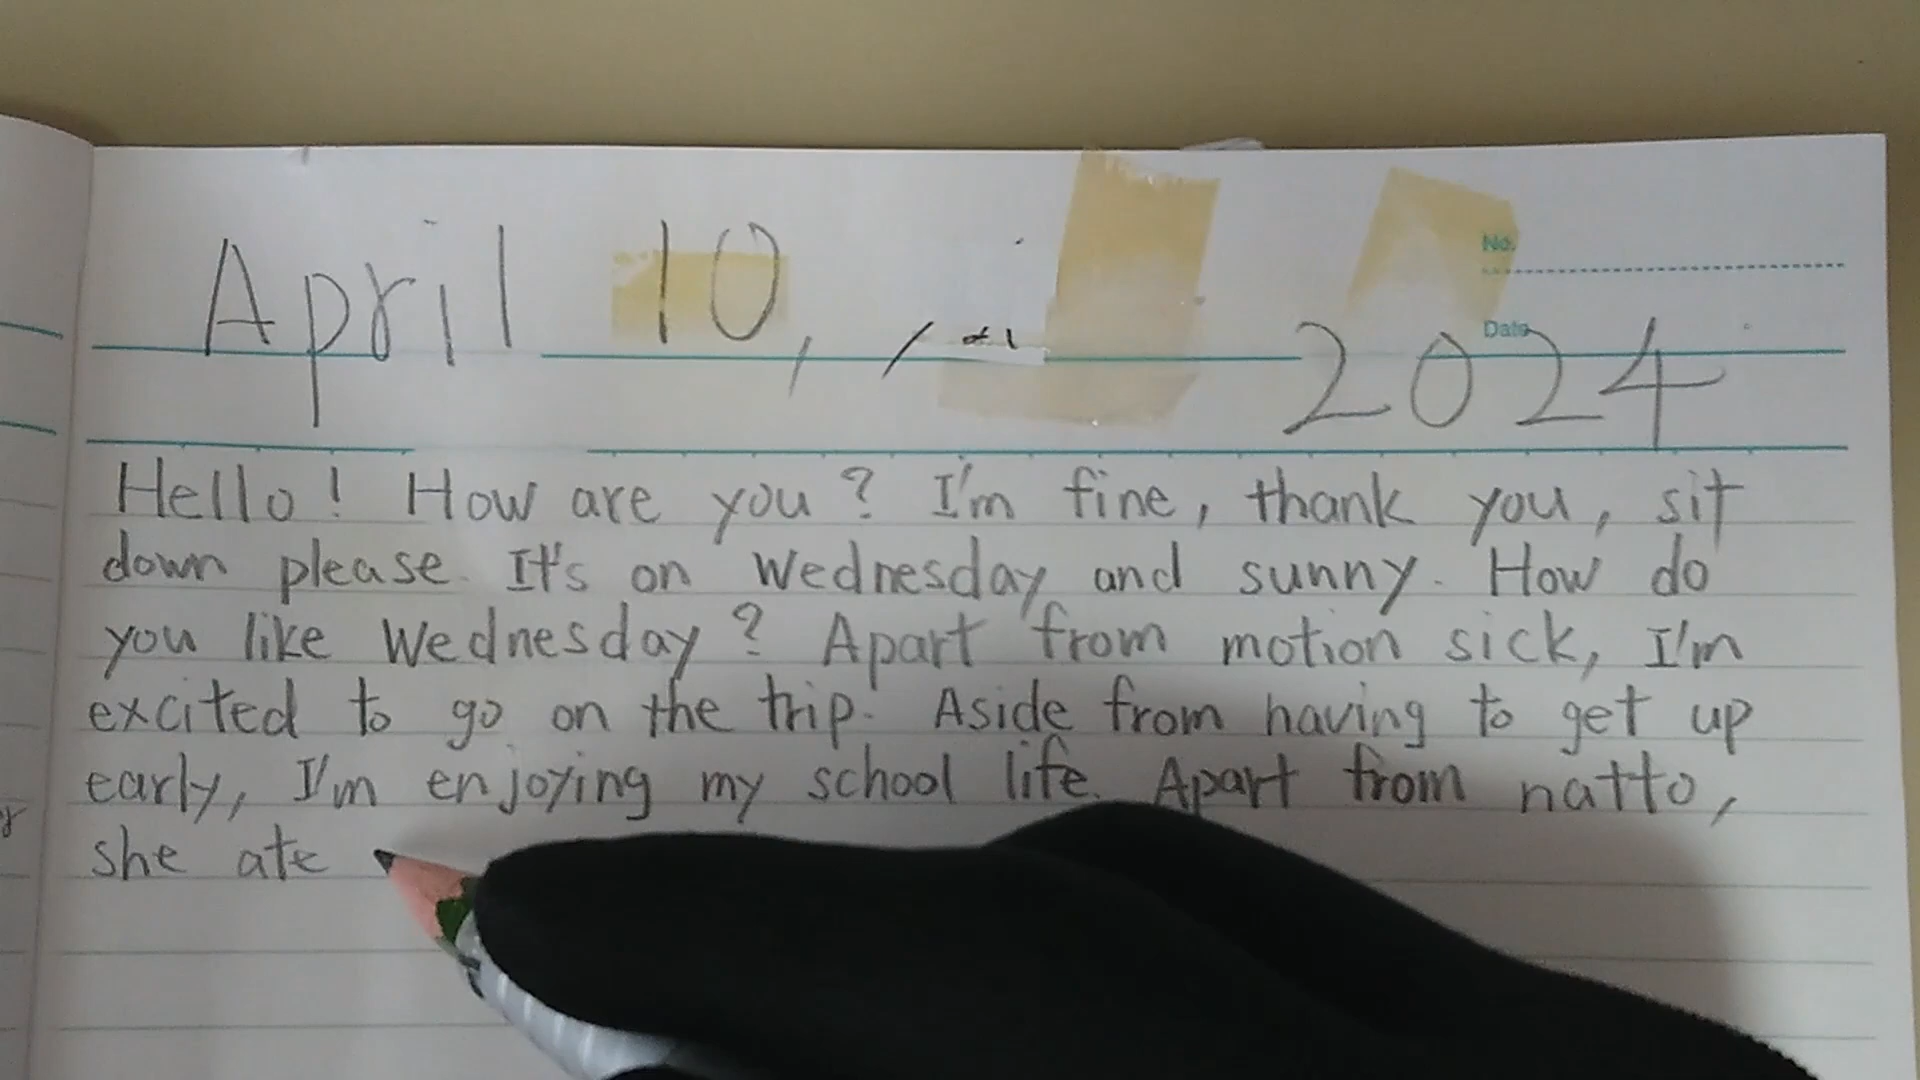 No.
April 10, 2024
Date
Hello! How are you? I'm fine, thank you, sit
down please. It's on Wednesday and sunny. How do
you like Wednesday? Apart from motion sick, I'm
excited to go on the trip. Aside from having to get up
early, I'm enjoying my school life. Apart from natto,
she ate